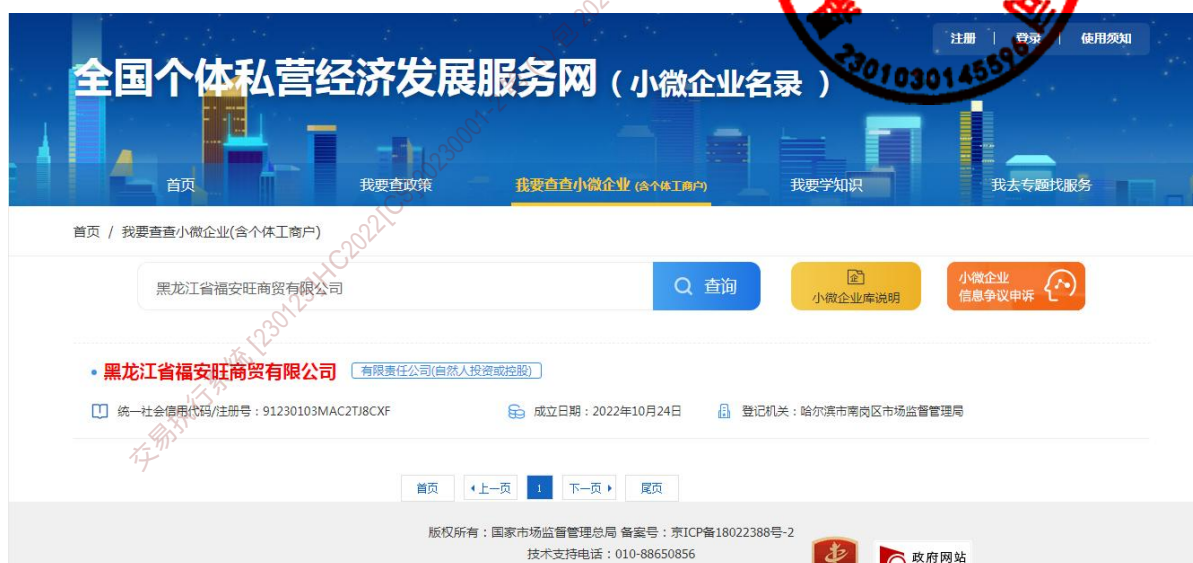 注册 | 登录 | 使用须知
全国个体私营经济发展服务网（小微企业名录 ）
2301030145596
首页
我要查政策
我要查查小微企业 (含个体工商户)
我要学知识
我去专题找服务
首页 / 我要查查小微企业(含个体工商户)
黑龙江省福安旺商贸有限公司
查询
小微企业库说明
小微企业
信息争议申诉
黑龙江省福安旺商贸有限公司 有限责任公司(自然人投资或控股)
统一社会信用代码/注册号：91230103MAC2TJ8CXF
成立日期：2022年10月24日
登记机关：哈尔滨市南岗区市场监督管理局
首页
上一页
1
下一页
尾页
版权所有：国家市场监督管理总局 备案号：京ICP备18022388号-2
技术支持电话：010-88650856
政府网站
交易执行系统